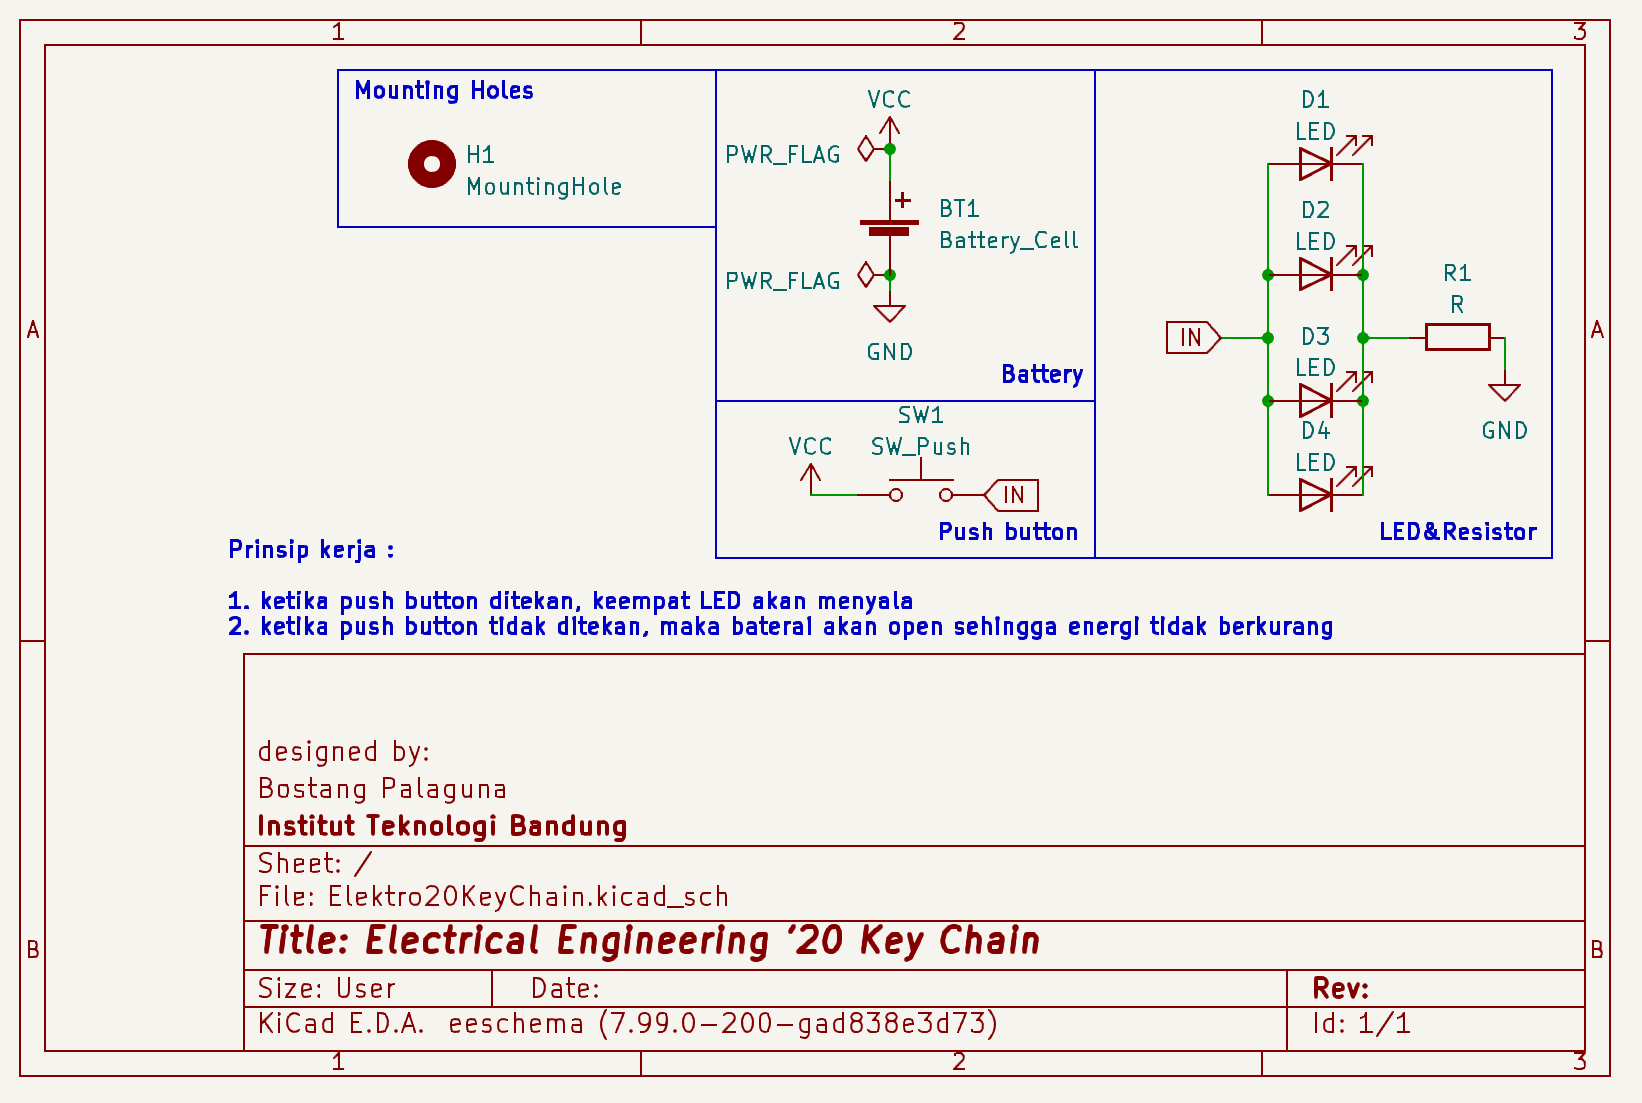 1 2 3
Mounting Holes
H1
MountingHole
VCC
PWR_FLAG
+
BT1
Battery_Cell
PWR_FLAG
GND
Battery
D1
LED
D2
LED
D3
LED
D4
LED
IN
R1
R
GND
LED&Resistor
SW1
SW_Push
VCC
IN
Push button
A A
Prinsip kerja :
1. ketika push button ditekan, keempat LED akan menyala
2. ketika push button tidak ditekan, maka baterai akan open sehingga energi tidak berkurang
designed by:
Bostang Palaguna
Institut Teknologi Bandung
Sheet: /
File: Elektro20KeyChain.kicad_sch
B B
Title: Electrical Engineering '20 Key Chain
Size: User Date: Rev:
KiCad E.D.A. eeschema (7.99.0-200-gad838e3d73) Id: 1/1
1 2 3